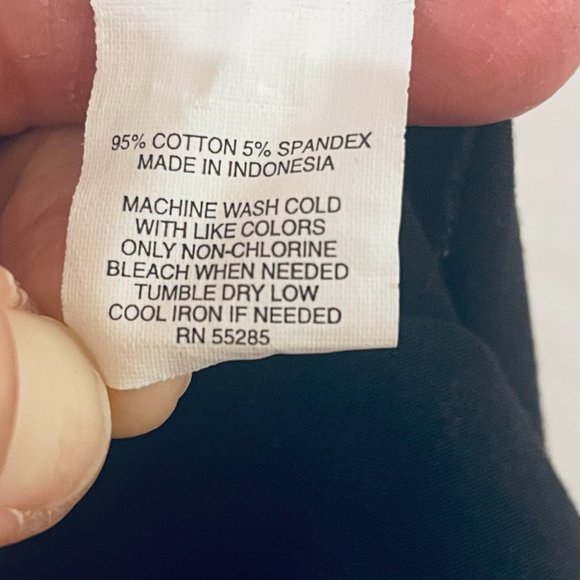 95% COTTON 5% SPANDEX
MADE IN INDONESIA
MACHINE WASH COLD
WITH LIKE COLORS
ONLY NON-CHLORINE
BLEACH WHEN NEEDED
TUMBLE DRY LOW
COOL IRON IF NEEDED
RN 55285